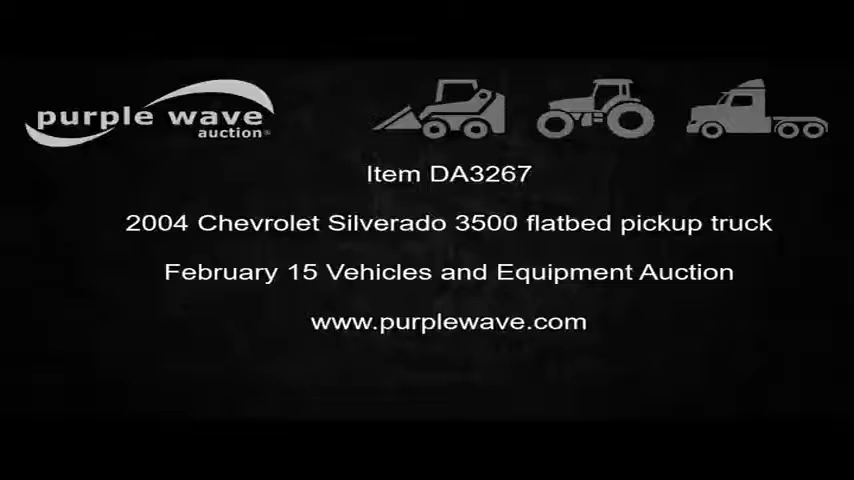 purple wave
auction®
Item DA3267
2004 Chevrolet Silverado 3500 flatbed pickup truck
February 15 Vehicles and Equipment Auction
www.purplewave.com